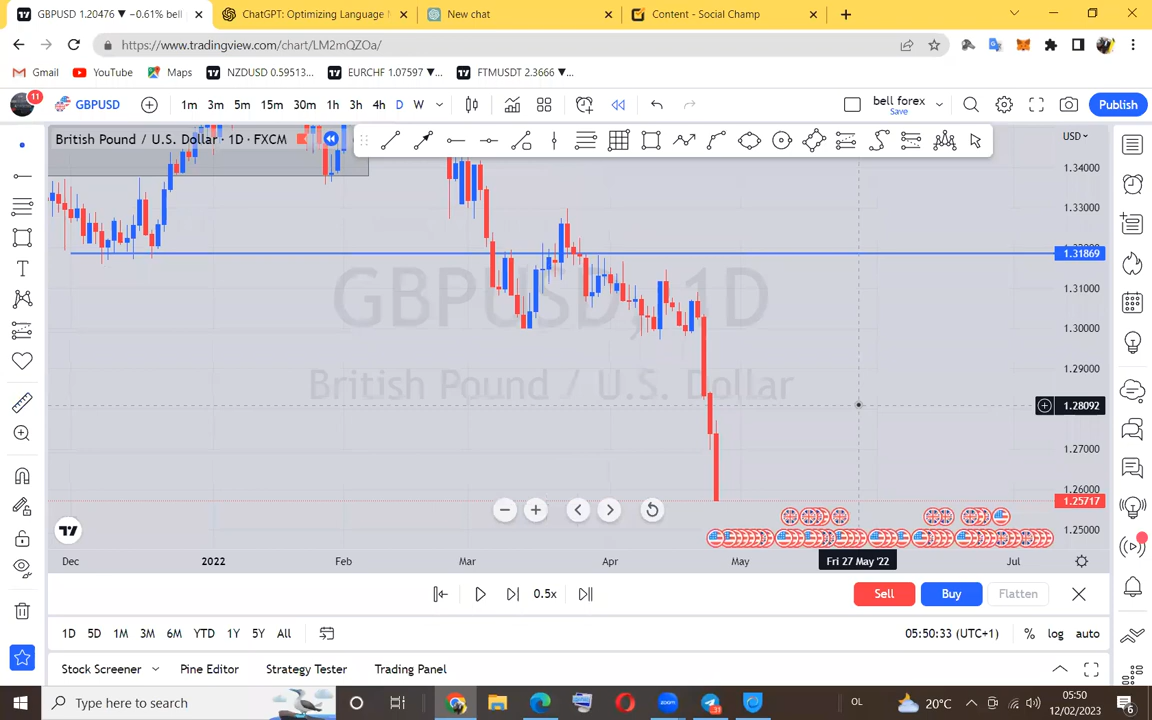 GBPUSD 1.20476 ▼ −0.61% bell
ChatGPT: Optimizing Language
New chat
Content - Social Champ
https://www.tradingview.com/chart/LM2mQZOa/
Gmail
YouTube
Maps
NZDUSD 0.59513...
EURCHF 1.07597 ▼...
FTMUSDT 2.3666 ▼...
11
GBPUSD
1m
3m
5m
15m
30m
1h
3h
4h
D
W
bell forex
Save
Publish
British Pound / U.S. Dollar · 1D · FXCM
USD
1.34000
1.33000
1.31869
1.31000
1.30000
1.29000
1.28092
1.27000
1.26000
1.25717
1.25000
GBPUSD, 1D
British Pound / U.S. Dollar
Dec
2022
Feb
Mar
Apr
May
Fri 27 May '22
Jul
0.5x
Sell
Buy
Flatten
1D
5D
1M
3M
6M
YTD
1Y
5Y
All
05:50:33 (UTC+1)
%
log
auto
Stock Screener
Pine Editor
Strategy Tester
Trading Panel
Type here to search
20°C
OL
05:50
12/02/2023
6